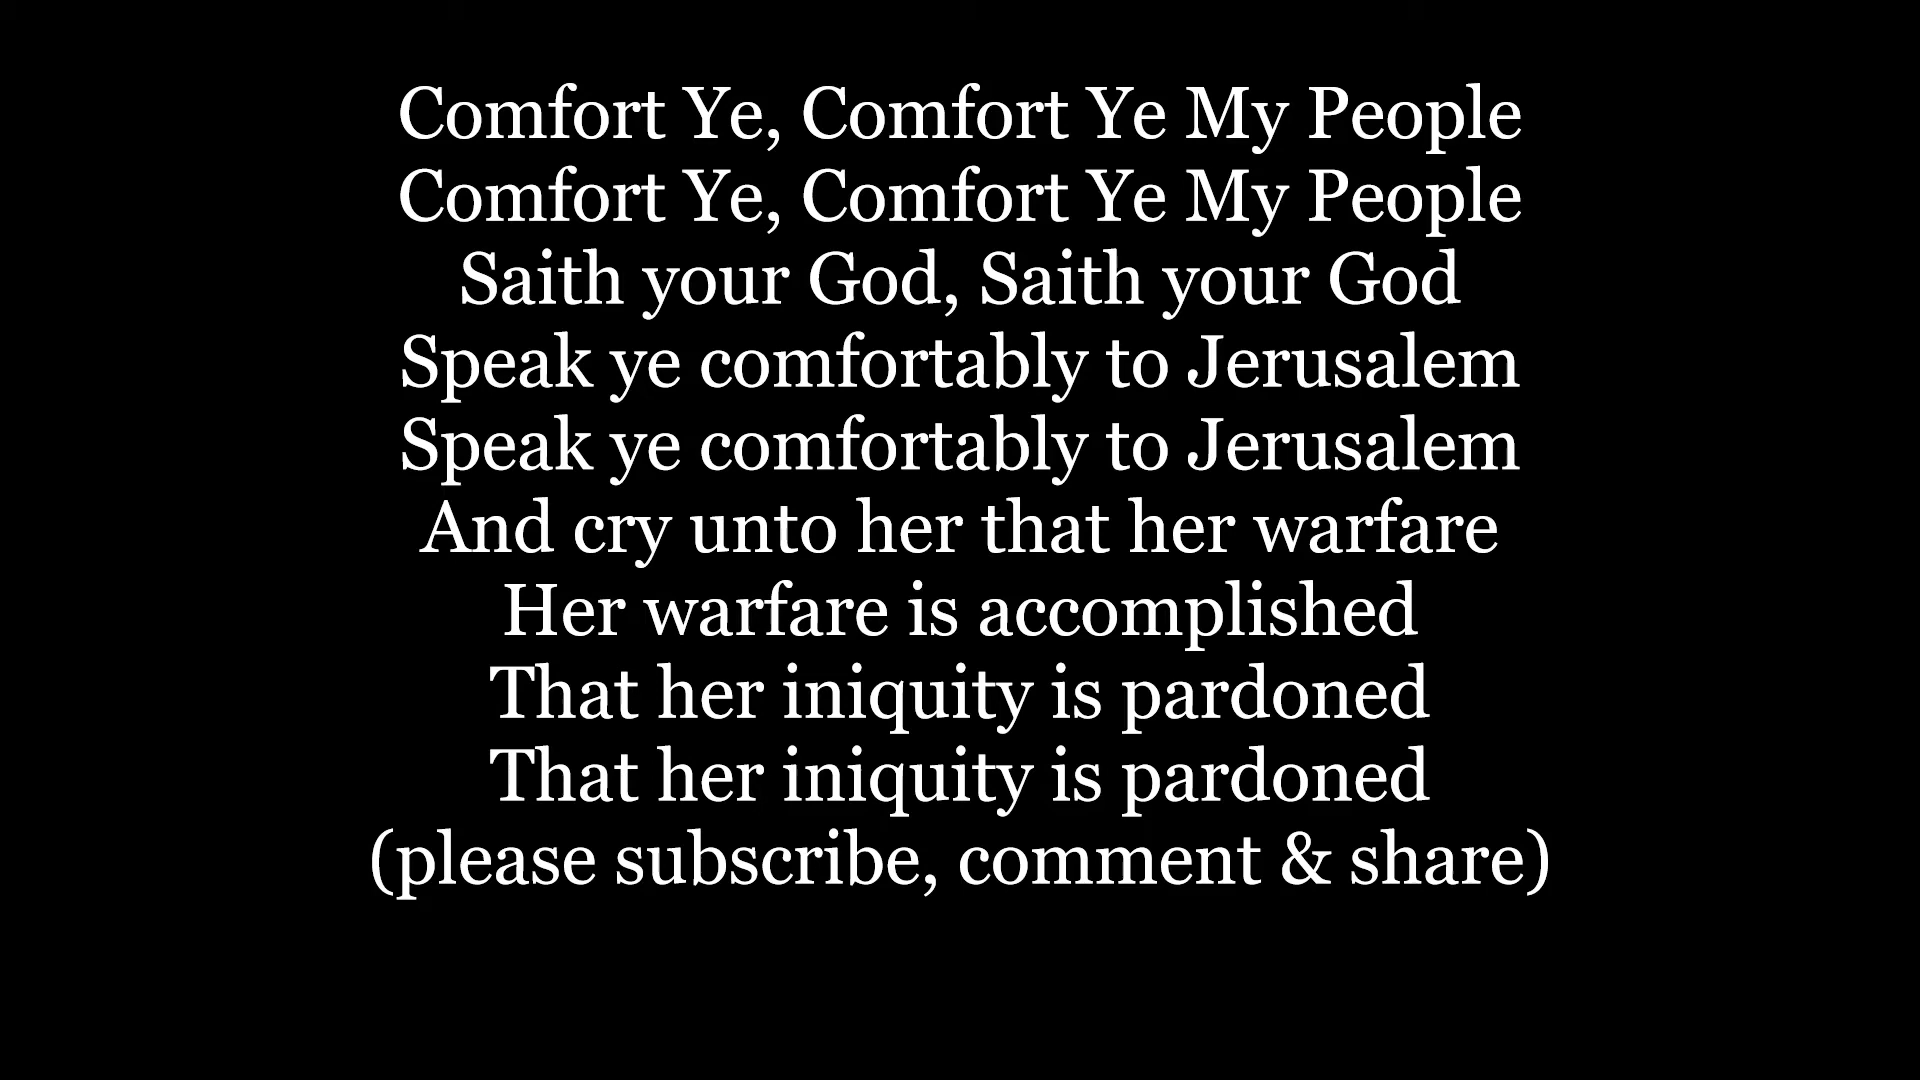 Comfort Ye, Comfort Ye My People
Comfort Ye, Comfort Ye My People
Saith your God, Saith your God
Speak ye comfortably to Jerusalem
Speak ye comfortably to Jerusalem
And cry unto her that her warfare
Her warfare is accomplished
That her iniquity is pardoned
That her iniquity is pardoned
(please subscribe, comment & share)